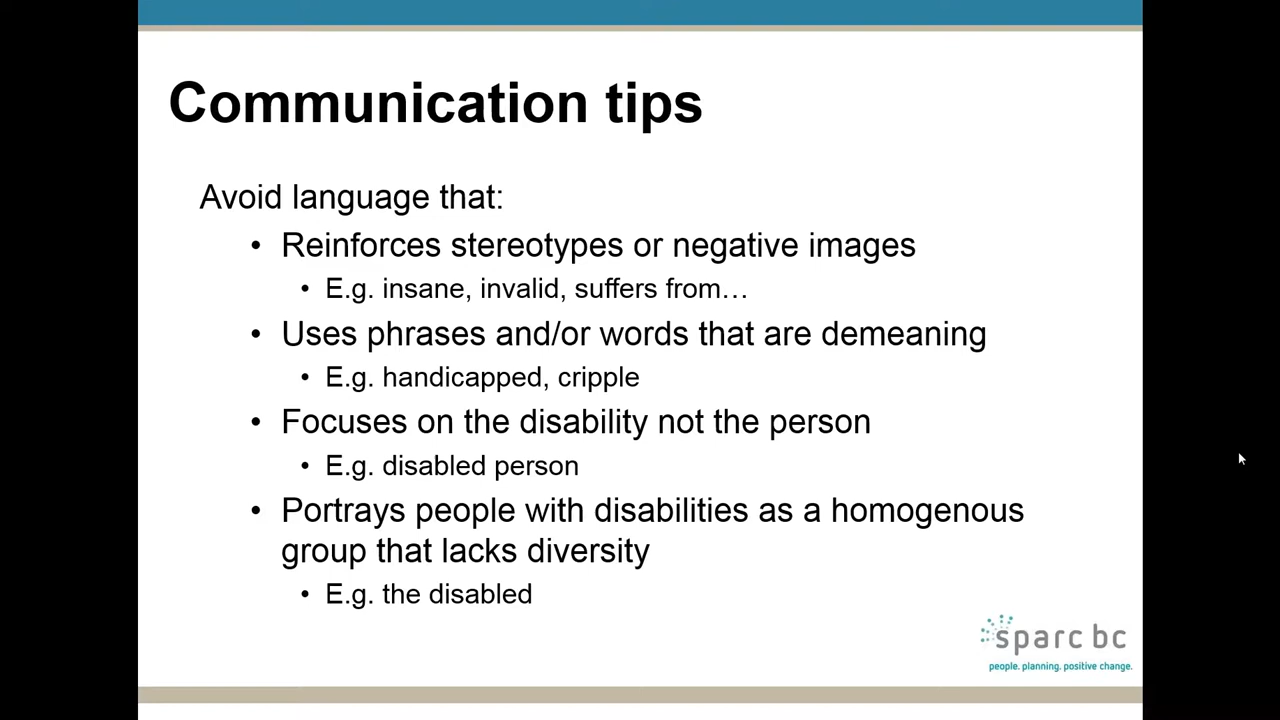 Communication tips
Avoid language that:
• Reinforces stereotypes or negative images
• E.g. insane, invalid, suffers from…
• Uses phrases and/or words that are demeaning
• E.g. handicapped, cripple
• Focuses on the disability not the person
• E.g. disabled person
• Portrays people with disabilities as a homogenous
group that lacks diversity
• E.g. the disabled
sparc bc
people. planning. positive change.